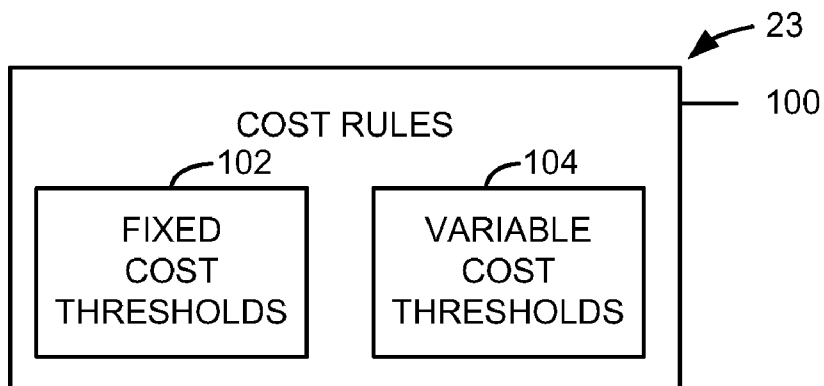 23
100
COST RULES
102
104
FIXED
COST
THRESHOLDS
VARIABLE
COST
THRESHOLDS